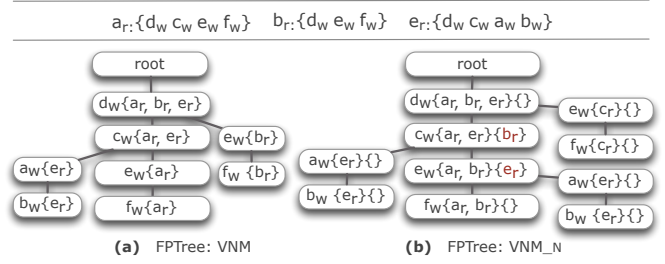 a_r:{d_w c_w e_w f_w} b_r:{d_w e_w f_w} e_r:{d_w c_w a_w b_w}
root
d_w{a_r, b_r, e_r}
c_w{a_r, e_r}
e_w{b_r}
a_w{e_r}
e_w{a_r}
f_w {b_r}
b_w{e_r}
f_w{a_r}
(a) FPTree: VNM
root
d_w{a_r, b_r, e_r}{}
e_w{c_r}{}
c_w{a_r, e_r}{b_r}
f_w{c_r}{}
a_w{e_r}{}
e_w{a_r, b_r}{e_r}
a_w{e_r}{}
b_w {e_r}{}
f_w{a_r, b_r}{}
b_w {e_r}{}
(b) FPTree: VNM_N